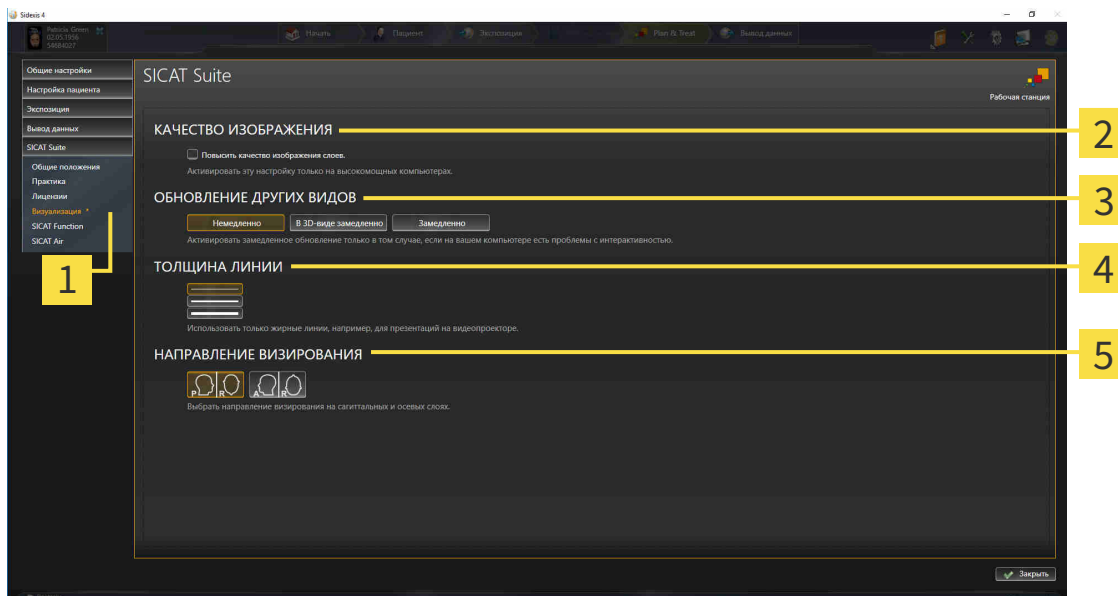 Sidexis 4
Patricia Green
02.05.1956
54684027
Начать
Пациент
Экспозиция
Plan & Treat
Вывод данных
Общие настройки
Настройка пациента
Экспозиция
Вывод данных
SICAT Suite
Общие положения
Практика
Лицензии
Визуализация *
SICAT Function
SICAT Air
1
SICAT Suite
Рабочая станция
КАЧЕСТВО ИЗОБРАЖЕНИЯ
2
Повысить качество изображения слоев.
Активировать эту настройку только на высокомощных компьютерах.
ОБНОВЛЕНИЕ ДРУГИХ ВИДОВ
3
Немедленно
В 3D-виде замедленно
Замедленно
Активировать замедленное обновление только в том случае, если на вашем компьютере есть проблемы с интерактивностью.
ТОЛЩИНА ЛИНИИ
4
Использовать только жирные линии, например, для презентаций на видеопроекторе.
НАПРАВЛЕНИЕ ВИЗИРОВАНИЯ
5
P R A R
Выбрать направление визирования на сагиттальных и осевых слоях.
Закрыть